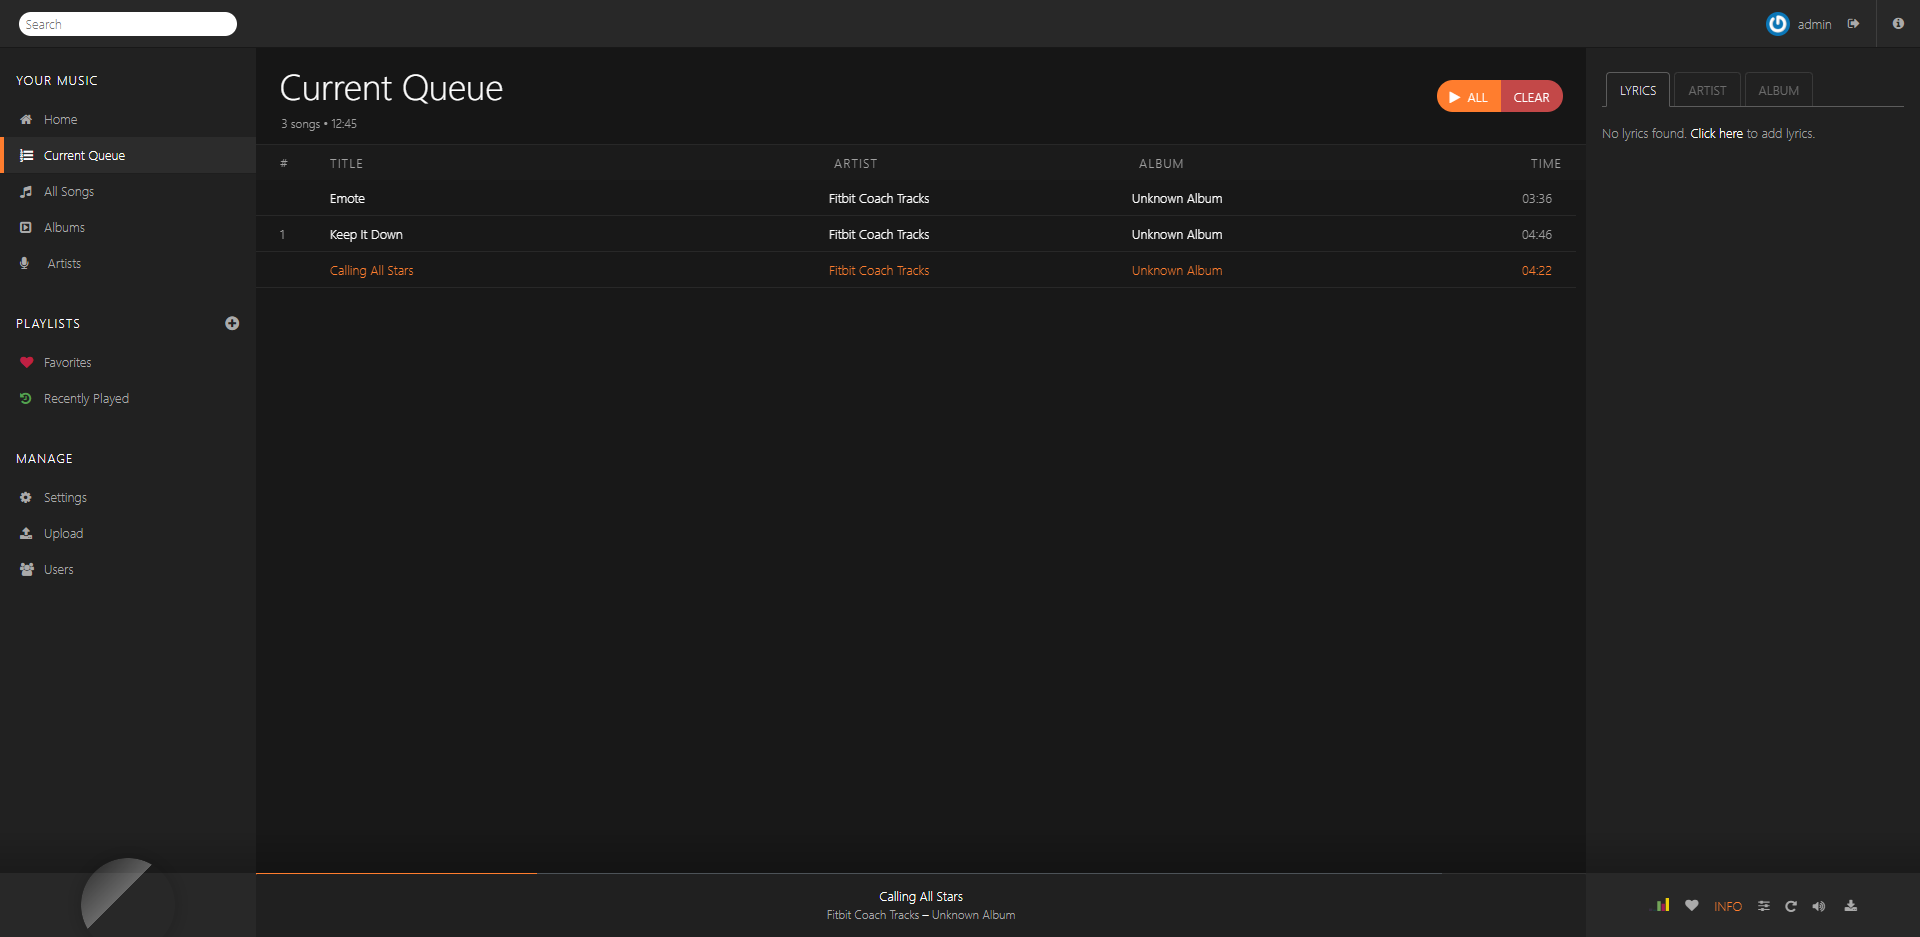 Search
admin
YOUR MUSIC
Home
Current Queue
All Songs
Albums
Artists
PLAYLISTS
Favorites
Recently Played
MANAGE
Settings
Upload
Users
Current Queue
3 songs • 12:45
ALL CLEAR
# TITLE ARTIST ALBUM TIME
Emote Fitbit Coach Tracks Unknown Album 03:36
1 Keep It Down Fitbit Coach Tracks Unknown Album 04:46
Calling All Stars Fitbit Coach Tracks Unknown Album 04:22
LYRICS ARTIST ALBUM
No lyrics found. Click here to add lyrics.
Calling All Stars
Fitbit Coach Tracks – Unknown Album
INFO